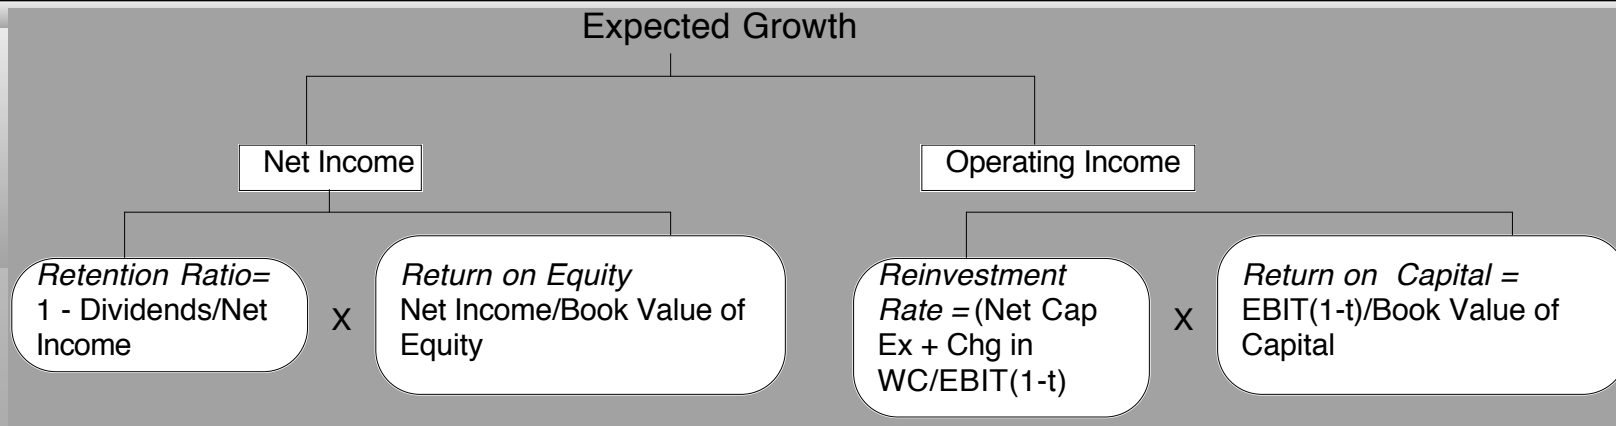 Expected Growth
Net Income
Operating Income
Retention Ratio=
1 - Dividends/Net
Income
X
Return on Equity
Net Income/Book Value of
Equity
Reinvestment
Rate = (Net Cap
Ex + Chg in
WC/EBIT(1-t)
X
Return on Capital =
EBIT(1-t)/Book Value of
Capital